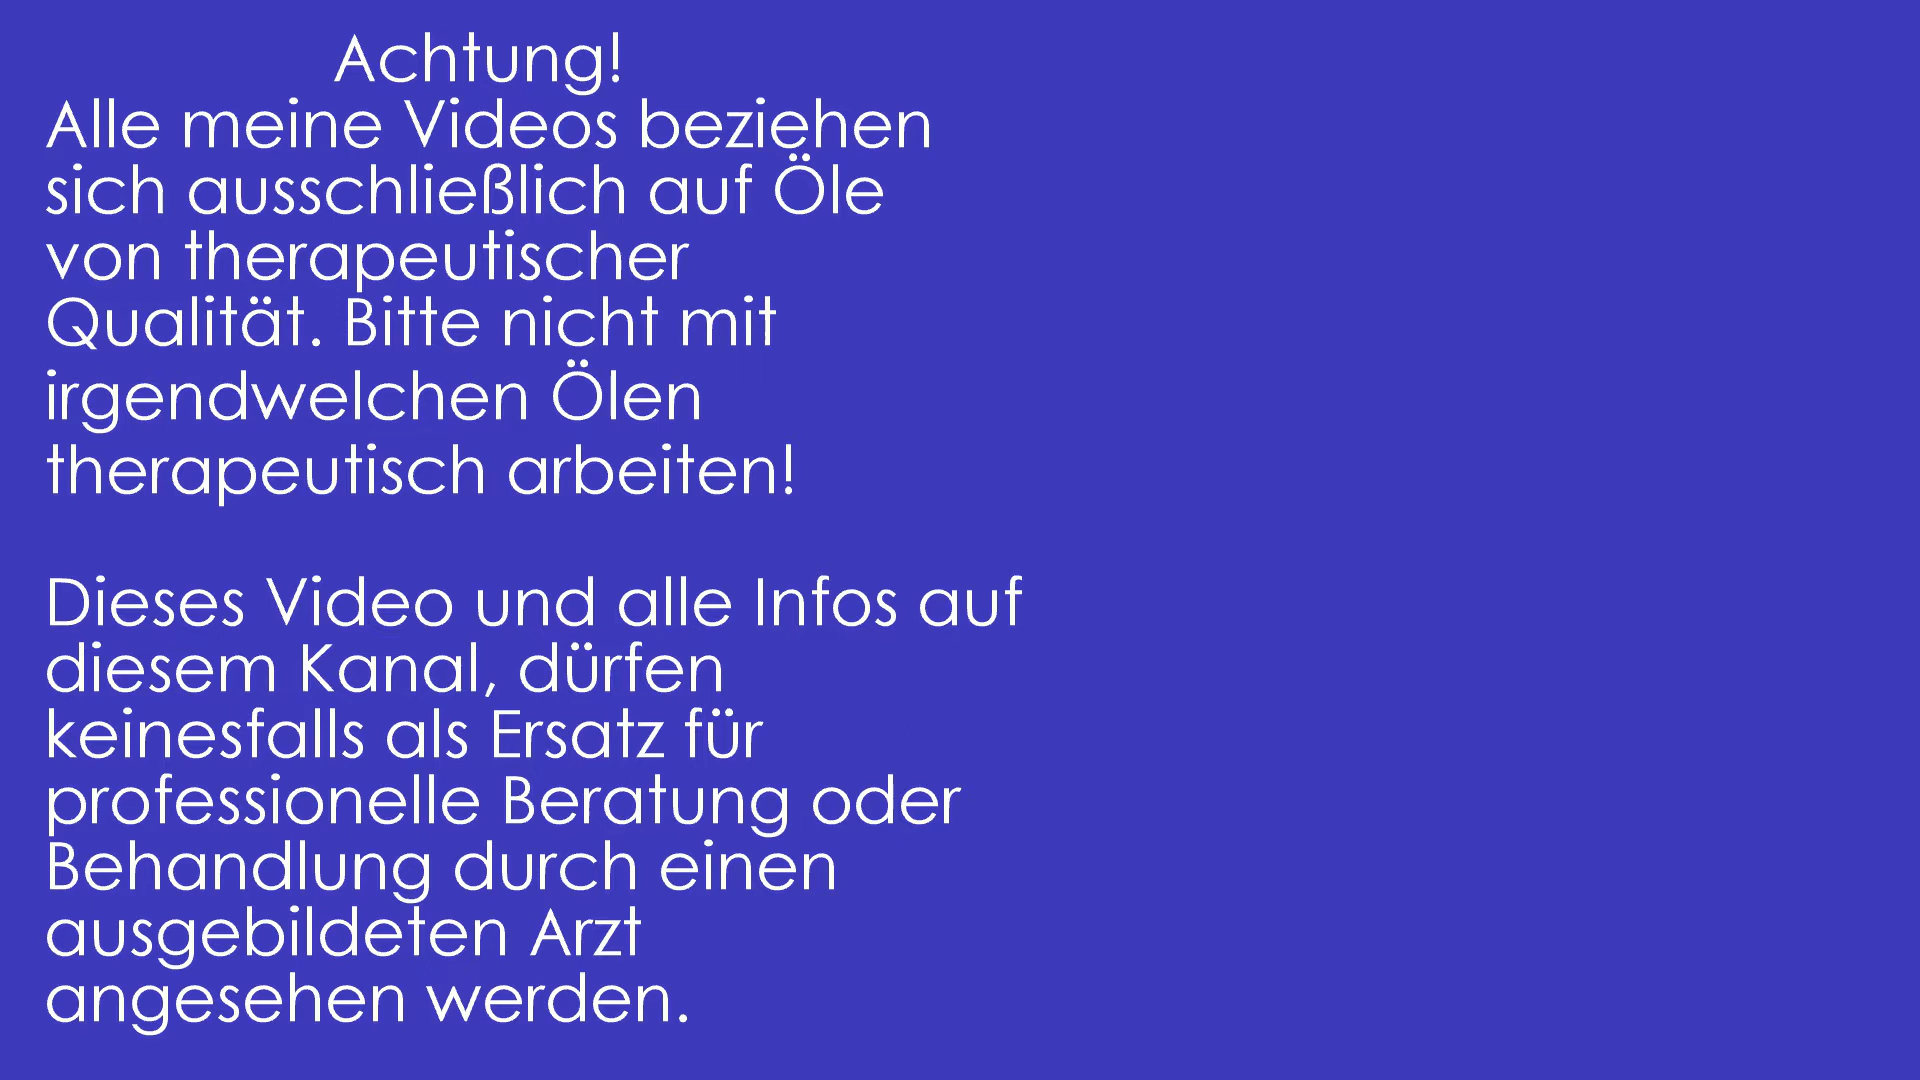 Achtung!
Alle meine Videos beziehen
sich ausschließlich auf Öle
von therapeutischer
Qualität. Bitte nicht mit
irgendwelchen Ölen
therapeutisch arbeiten!
Dieses Video und alle Infos auf
diesem Kanal, dürfen
keinesfalls als Ersatz für
professionelle Beratung oder
Behandlung durch einen
ausgebildeten Arzt
angesehen werden.